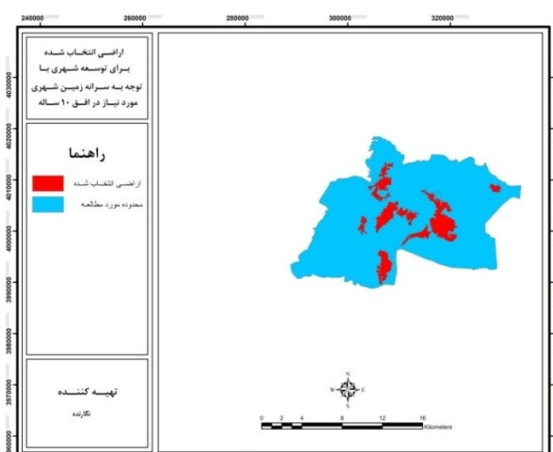 240000 260000 280000 300000 320000
اراضی انتخاب شده
برای توسعه شهری با
توجه به سرانه زمین شهری
مورد نیاز در افق ۱۰ ساله
راهنما
اراضی انتخاب شده
محدوده مورد مطالعه
تهیه کننده
نگارنده
4030000
4020000
4010000
4000000
3990000
3980000
3970000
3960000
N
W E
S
0 2 4 8 12 16
Kilometers